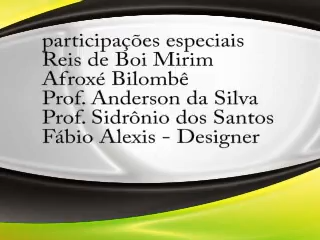 participações especiais
Reis de Boi Mirim
Afroxé Bilombê
Prof. Anderson da Silva
Prof. Sidrônio dos Santos
Fábio Alexis - Designer